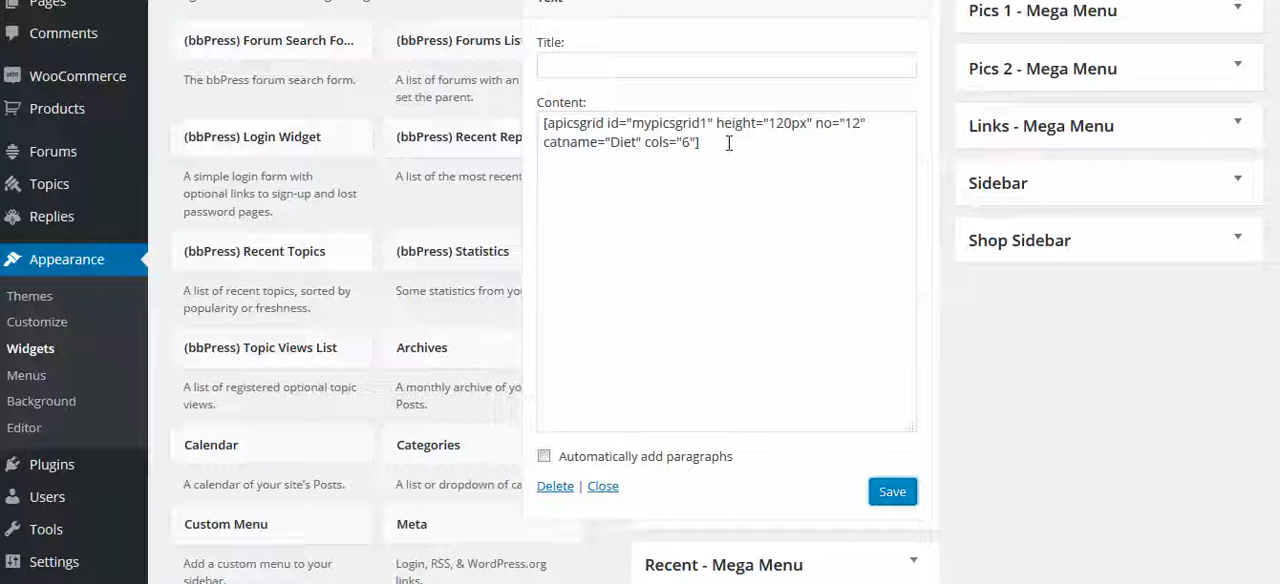 Pages
Comments
WooCommerce
Products
Forums
Topics
Replies
Appearance
Themes
Customize
Widgets
Menus
Background
Editor
Plugins
Users
Tools
Settings
(bbPress) Forum Search Fo...
The bbPress forum search form.
(bbPress) Login Widget
A simple login form with
optional links to sign-up and lost
password pages.
(bbPress) Recent Topics
A list of recent topics, sorted by
popularity or freshness.
(bbPress) Topic Views List
A list of registered optional topic
views.
Calendar
A calendar of your site's Posts.
Custom Menu
Add a custom menu to your
sidebar.
(bbPress) Forums Lis
A list of forums with an
set the parent.
(bbPress) Recent Rep
A list of the most recent
(bbPress) Statistics
Some statistics from yo
Archives
A monthly archive of yo
Posts.
Categories
A list or dropdown of ca
Meta
Login, RSS, & WordPress.org
links.
Text
Title:
Content:
[apicsgrid id="mypicsgrid1" height="120px" no="12"
catname="Diet" cols="6"]
Automatically add paragraphs
Delete | Close
Save
Recent - Mega Menu
Pics 1 - Mega Menu
Pics 2 - Mega Menu
Links - Mega Menu
Sidebar
Shop Sidebar